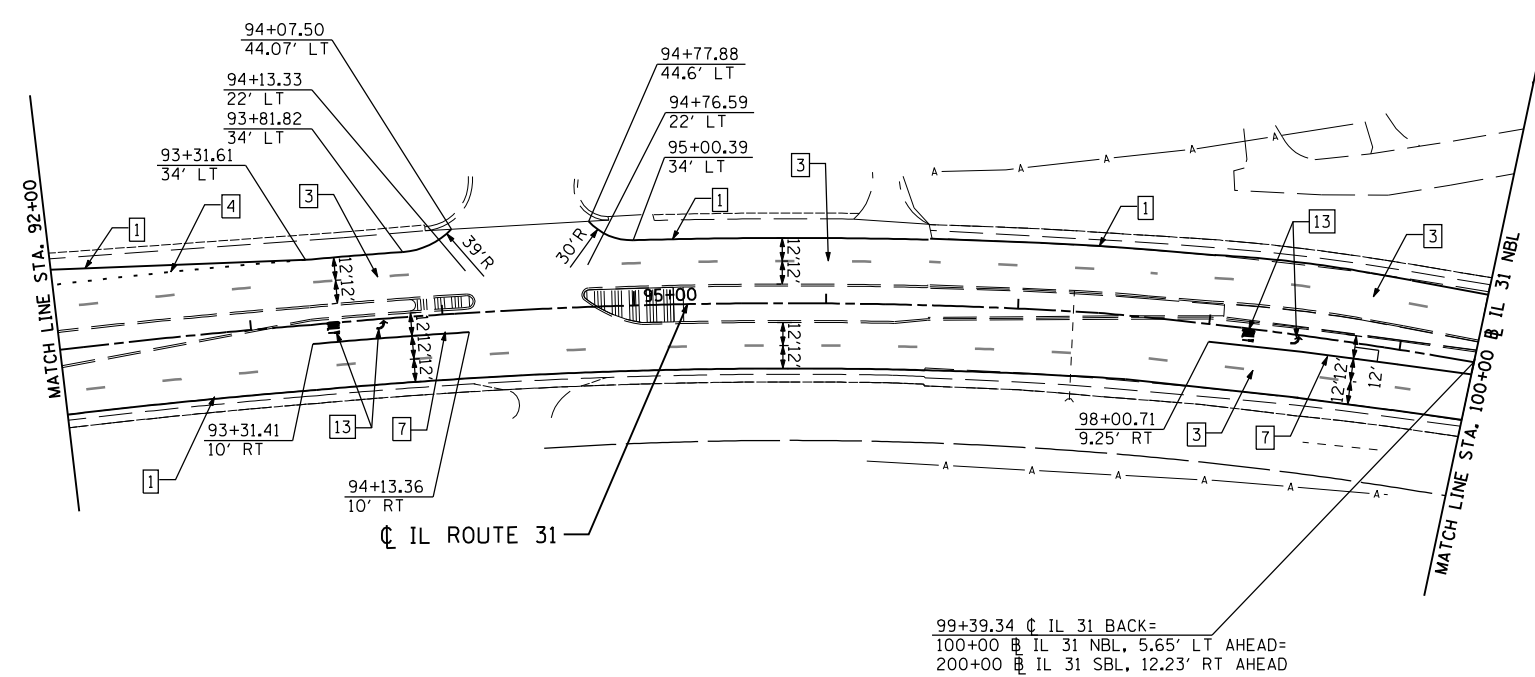 94+07.50
44.07' LT
94+13.33
22' LT
93+81.82
34' LT
93+31.61
34' LT
94+77.88
44.6' LT
94+76.59
22' LT
95+00.39
34' LT
1
4
3
39'R
30'R
1
3
1
13
3
A
A
A
A
A
MATCH LINE STA. 92+00
12'
12'
12'
12'
95+00
12'
12'
12'
12'
12'
12'
12'
12'
93+31.41
10' RT
13
7
1
94+13.36
10' RT
℄ IL ROUTE 31
98+00.71
9.25' RT
3
7
A
A
A
A
A
A
MATCH LINE STA. 100+00 ℄ IL 31 NBL
99+39.34 ℄ IL 31 BACK=
100+00 ℄ IL 31 NBL, 5.65' LT AHEAD=
200+00 ℄ IL 31 SBL, 12.23' RT AHEAD